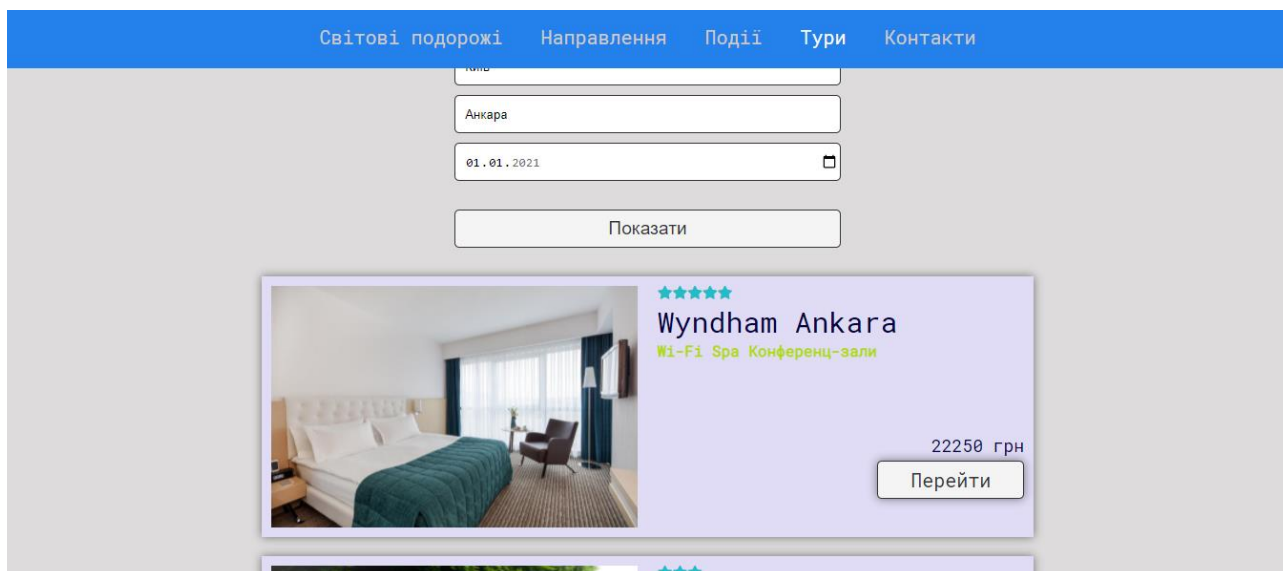 Світові подорожі Направлення Події Тури Контакти
Анкара
01.01.2021
Показати
Wyndham Ankara
Wi-Fi Spa Конференц-зали
22250 грн
Перейти